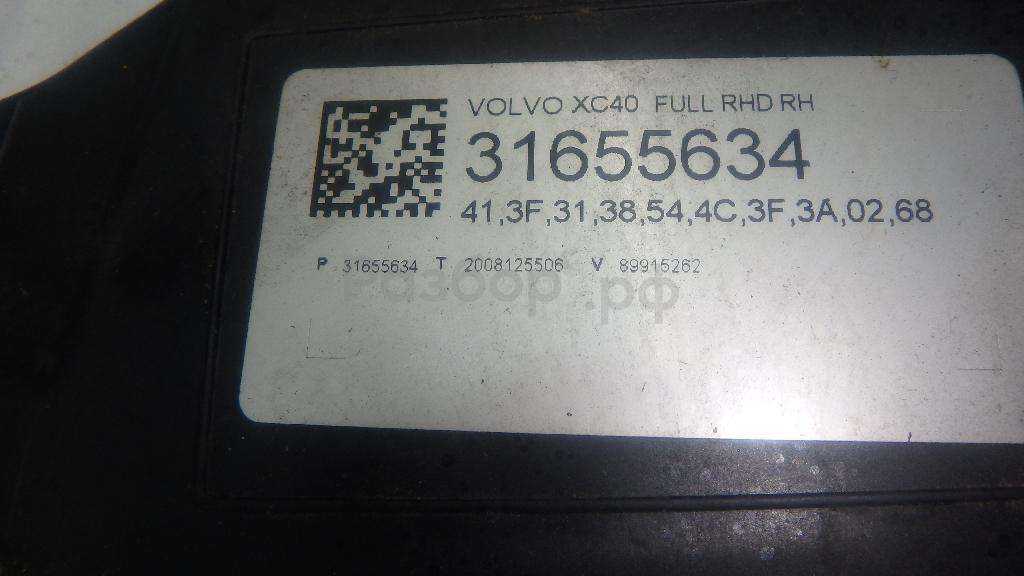 VOLVO XC40 FULL RHD RH
31655634
41,3F,31,38,54,4C,3F,3A,02,68
P 31655634 T 2008125506 V 89915262
разбор.рф